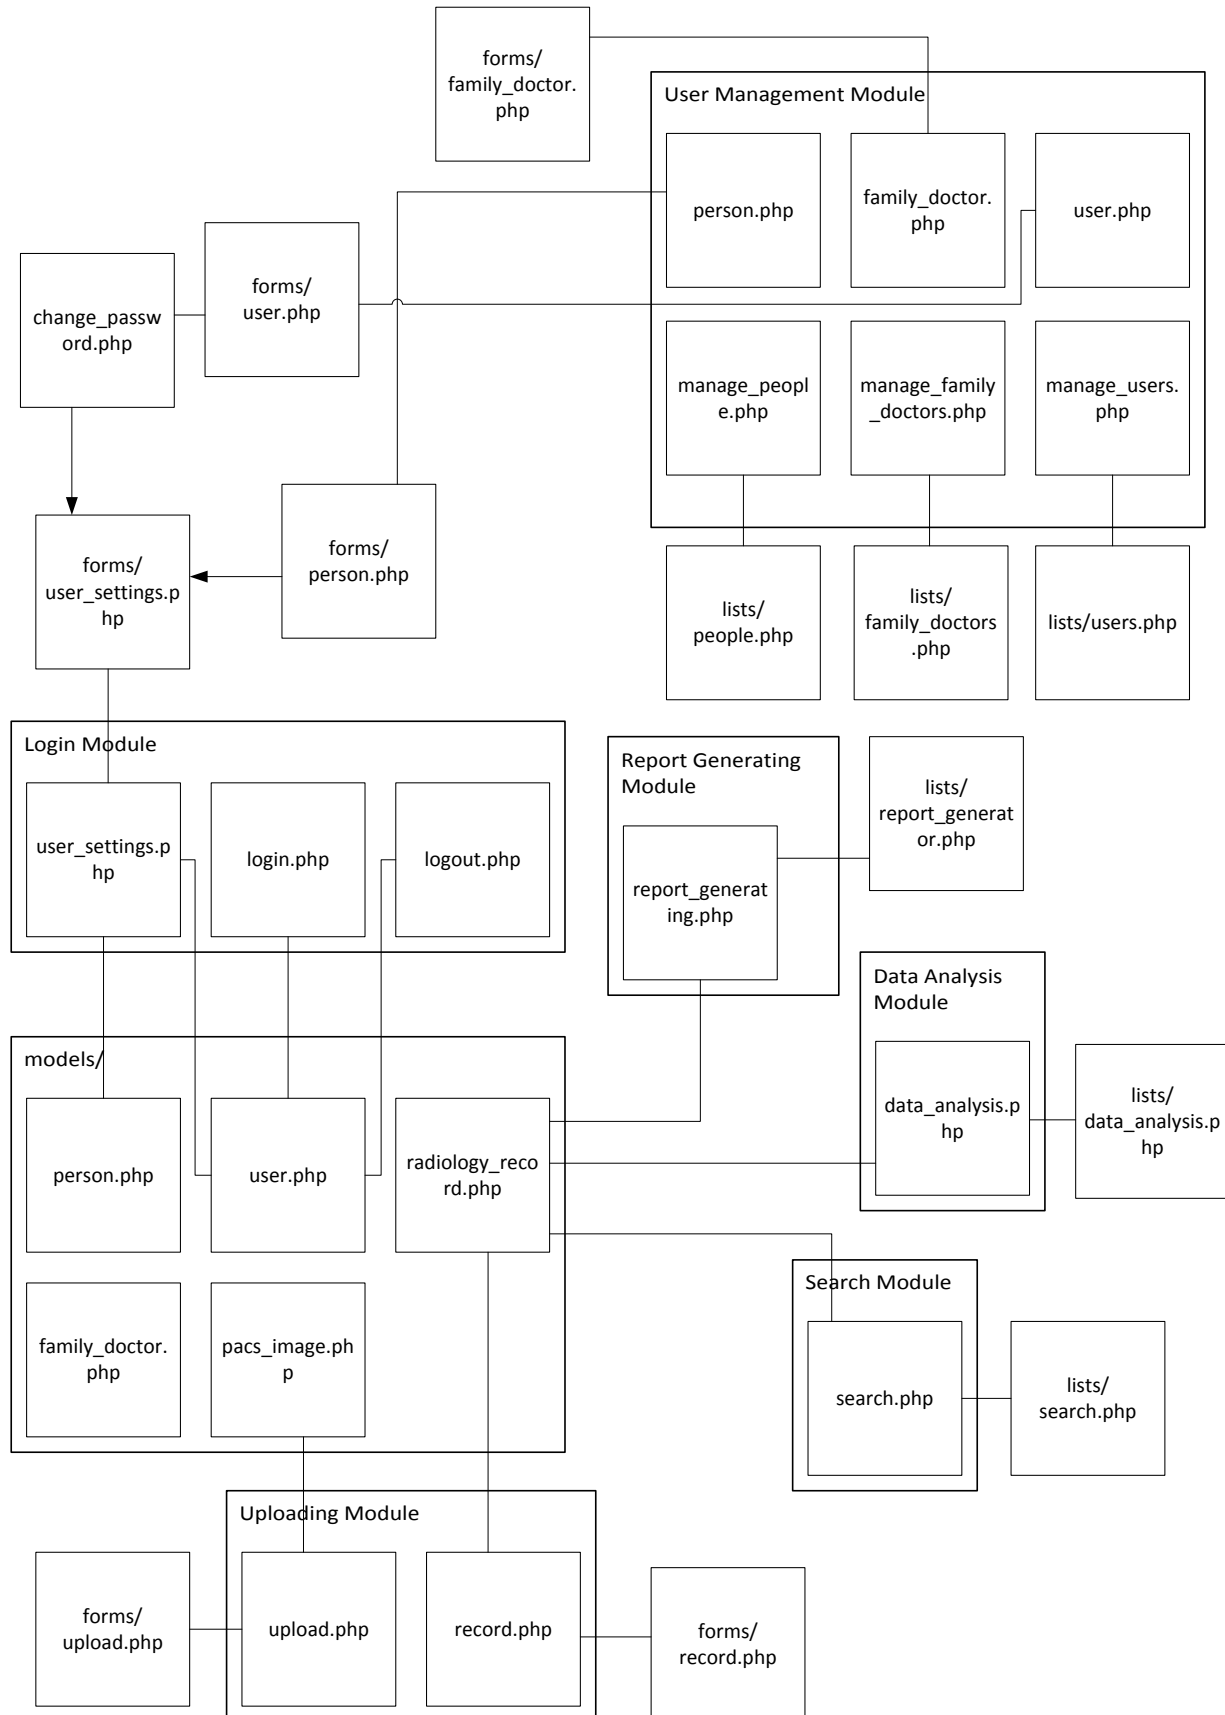 forms/
family_doctor.
php
User Management Module
person.php
family_doctor.
php
user.php
change_passw
ord.php
forms/
user.php
manage_peopl
e.php
manage_family
_doctors.php
manage_users.
php
forms/
user_settings.p
hp
forms/
person.php
lists/
people.php
lists/
family_doctors
.php
lists/users.php
Login Module
user_settings.p
hp
login.php
logout.php
Report Generating
Module
report_generat
ing.php
lists/
report_generat
or.php
Data Analysis
Module
data_analysis.p
hp
lists/
data_analysis.p
hp
models/
person.php
user.php
radiology_reco
rd.php
family_doctor.
php
pacs_image.ph
p
Search Module
search.php
lists/
search.php
Uploading Module
forms/
upload.php
upload.php
record.php
forms/
record.php